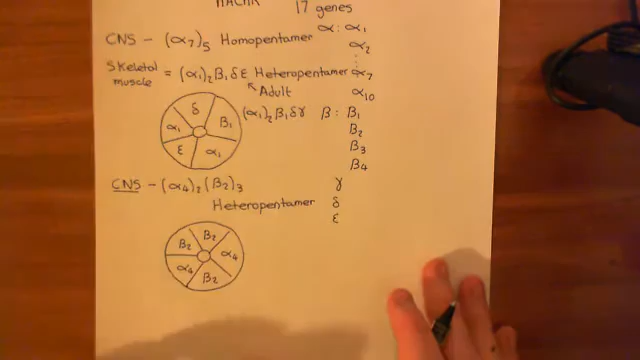 nAChR
17 genes
CNS - (α7)5 Homopentamer
α : α1
α2
⋮
α7
α10
Skeletal muscle = (α1)2 β1 δ ε Heteropentamer
Adult
(α1)2 β1 δ γ
β : β1
β2
β3
β4
γ
δ
ε
δ
β1
α1
ε
α1
CNS - (α4)2 (β2)3
Heteropentamer
β2
β2
α4
α4
β2